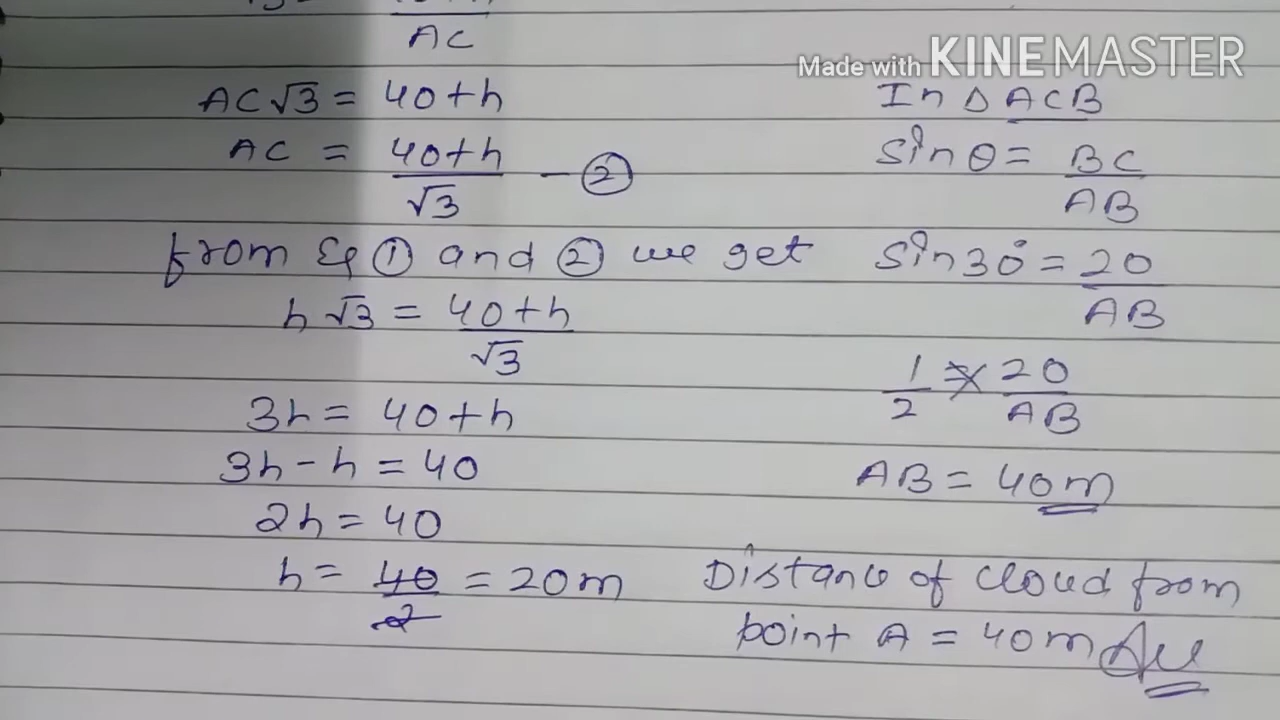 AC
AC√3 = 40+h
AC = 40+h/√3 - ②
from Eq ① and ② we get
h√3 = 40+h/√3
3h = 40+h
3h-h = 40
2h = 40
h = 40/2 = 20m
Made with KINEMASTER
In △ ACB
Sinθ = BC/AB
Sin30° = 20/AB
1/2 = 20/AB
AB = 40m
Distance of cloud from
point A = 40m